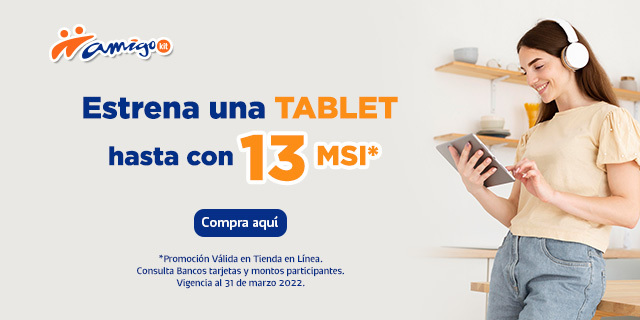 amigo kit
Estrena una TABLET
hasta con 13 MSI*
Compra aquí
*Promoción Válida en Tienda en Línea.
Consulta Bancos tarjetas y montos participantes.
Vigencia al 31 de marzo 2022.